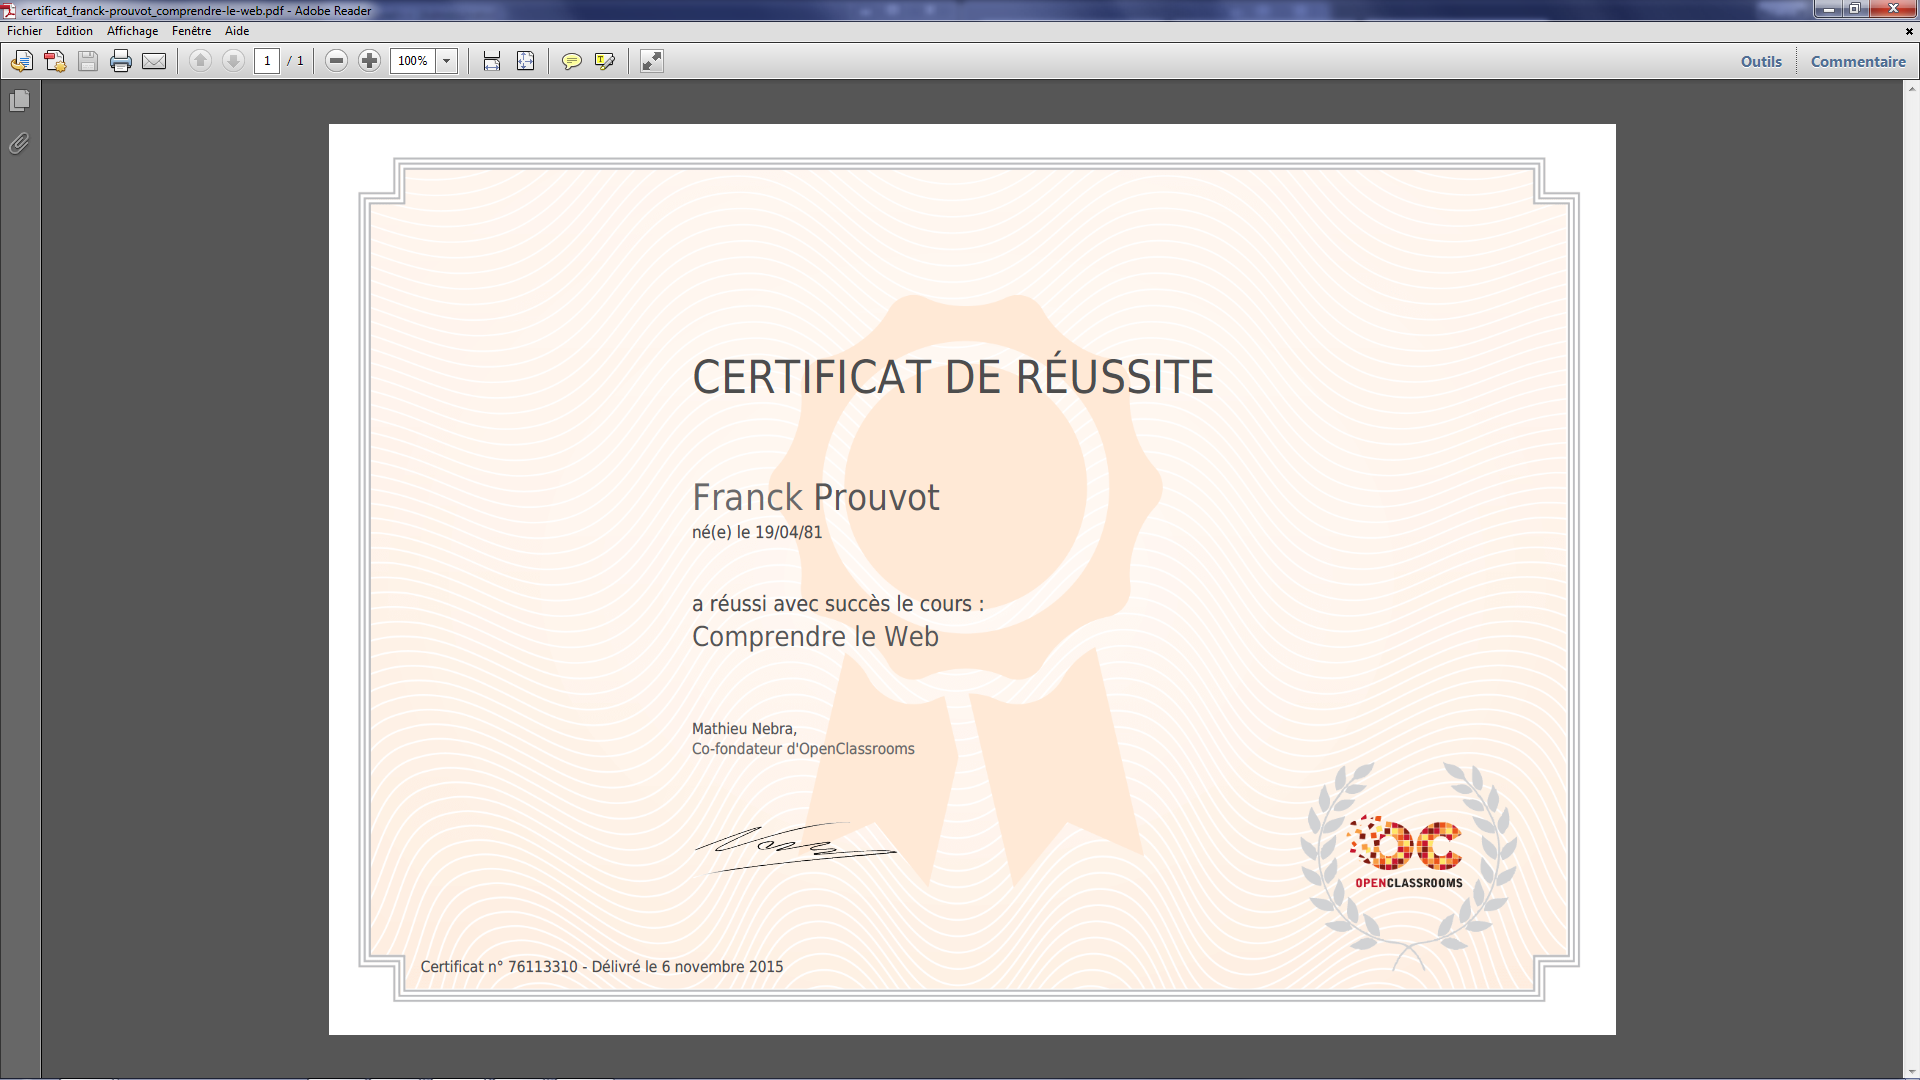 certificat_franck-prouvot_comprendre-le-web.pdf - Adobe Reader
Fichier Edition Affichage Fenêtre Aide
1 / 1 100% Outils Commentaire
CERTIFICAT DE RÉUSSITE
Franck Prouvot
né(e) le 19/04/81
a réussi avec succès le cours :
Comprendre le Web
Mathieu Nebra,
Co-fondateur d'OpenClassrooms
OC
OPENCLASSROOMS
Certificat n° 76113310 - Délivré le 6 novembre 2015